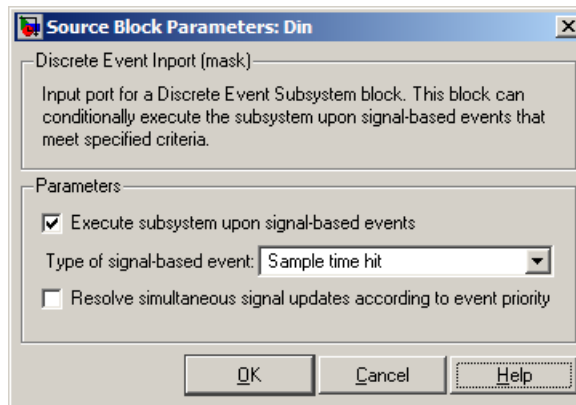 Source Block Parameters: Din
Discrete Event Inport (mask)
Input port for a Discrete Event Subsystem block. This block can
conditionally execute the subsystem upon signal-based events that
meet specified criteria.
Parameters
Execute subsystem upon signal-based events
Type of signal-based event: Sample time hit
Resolve simultaneous signal updates according to event priority
OK Cancel Help